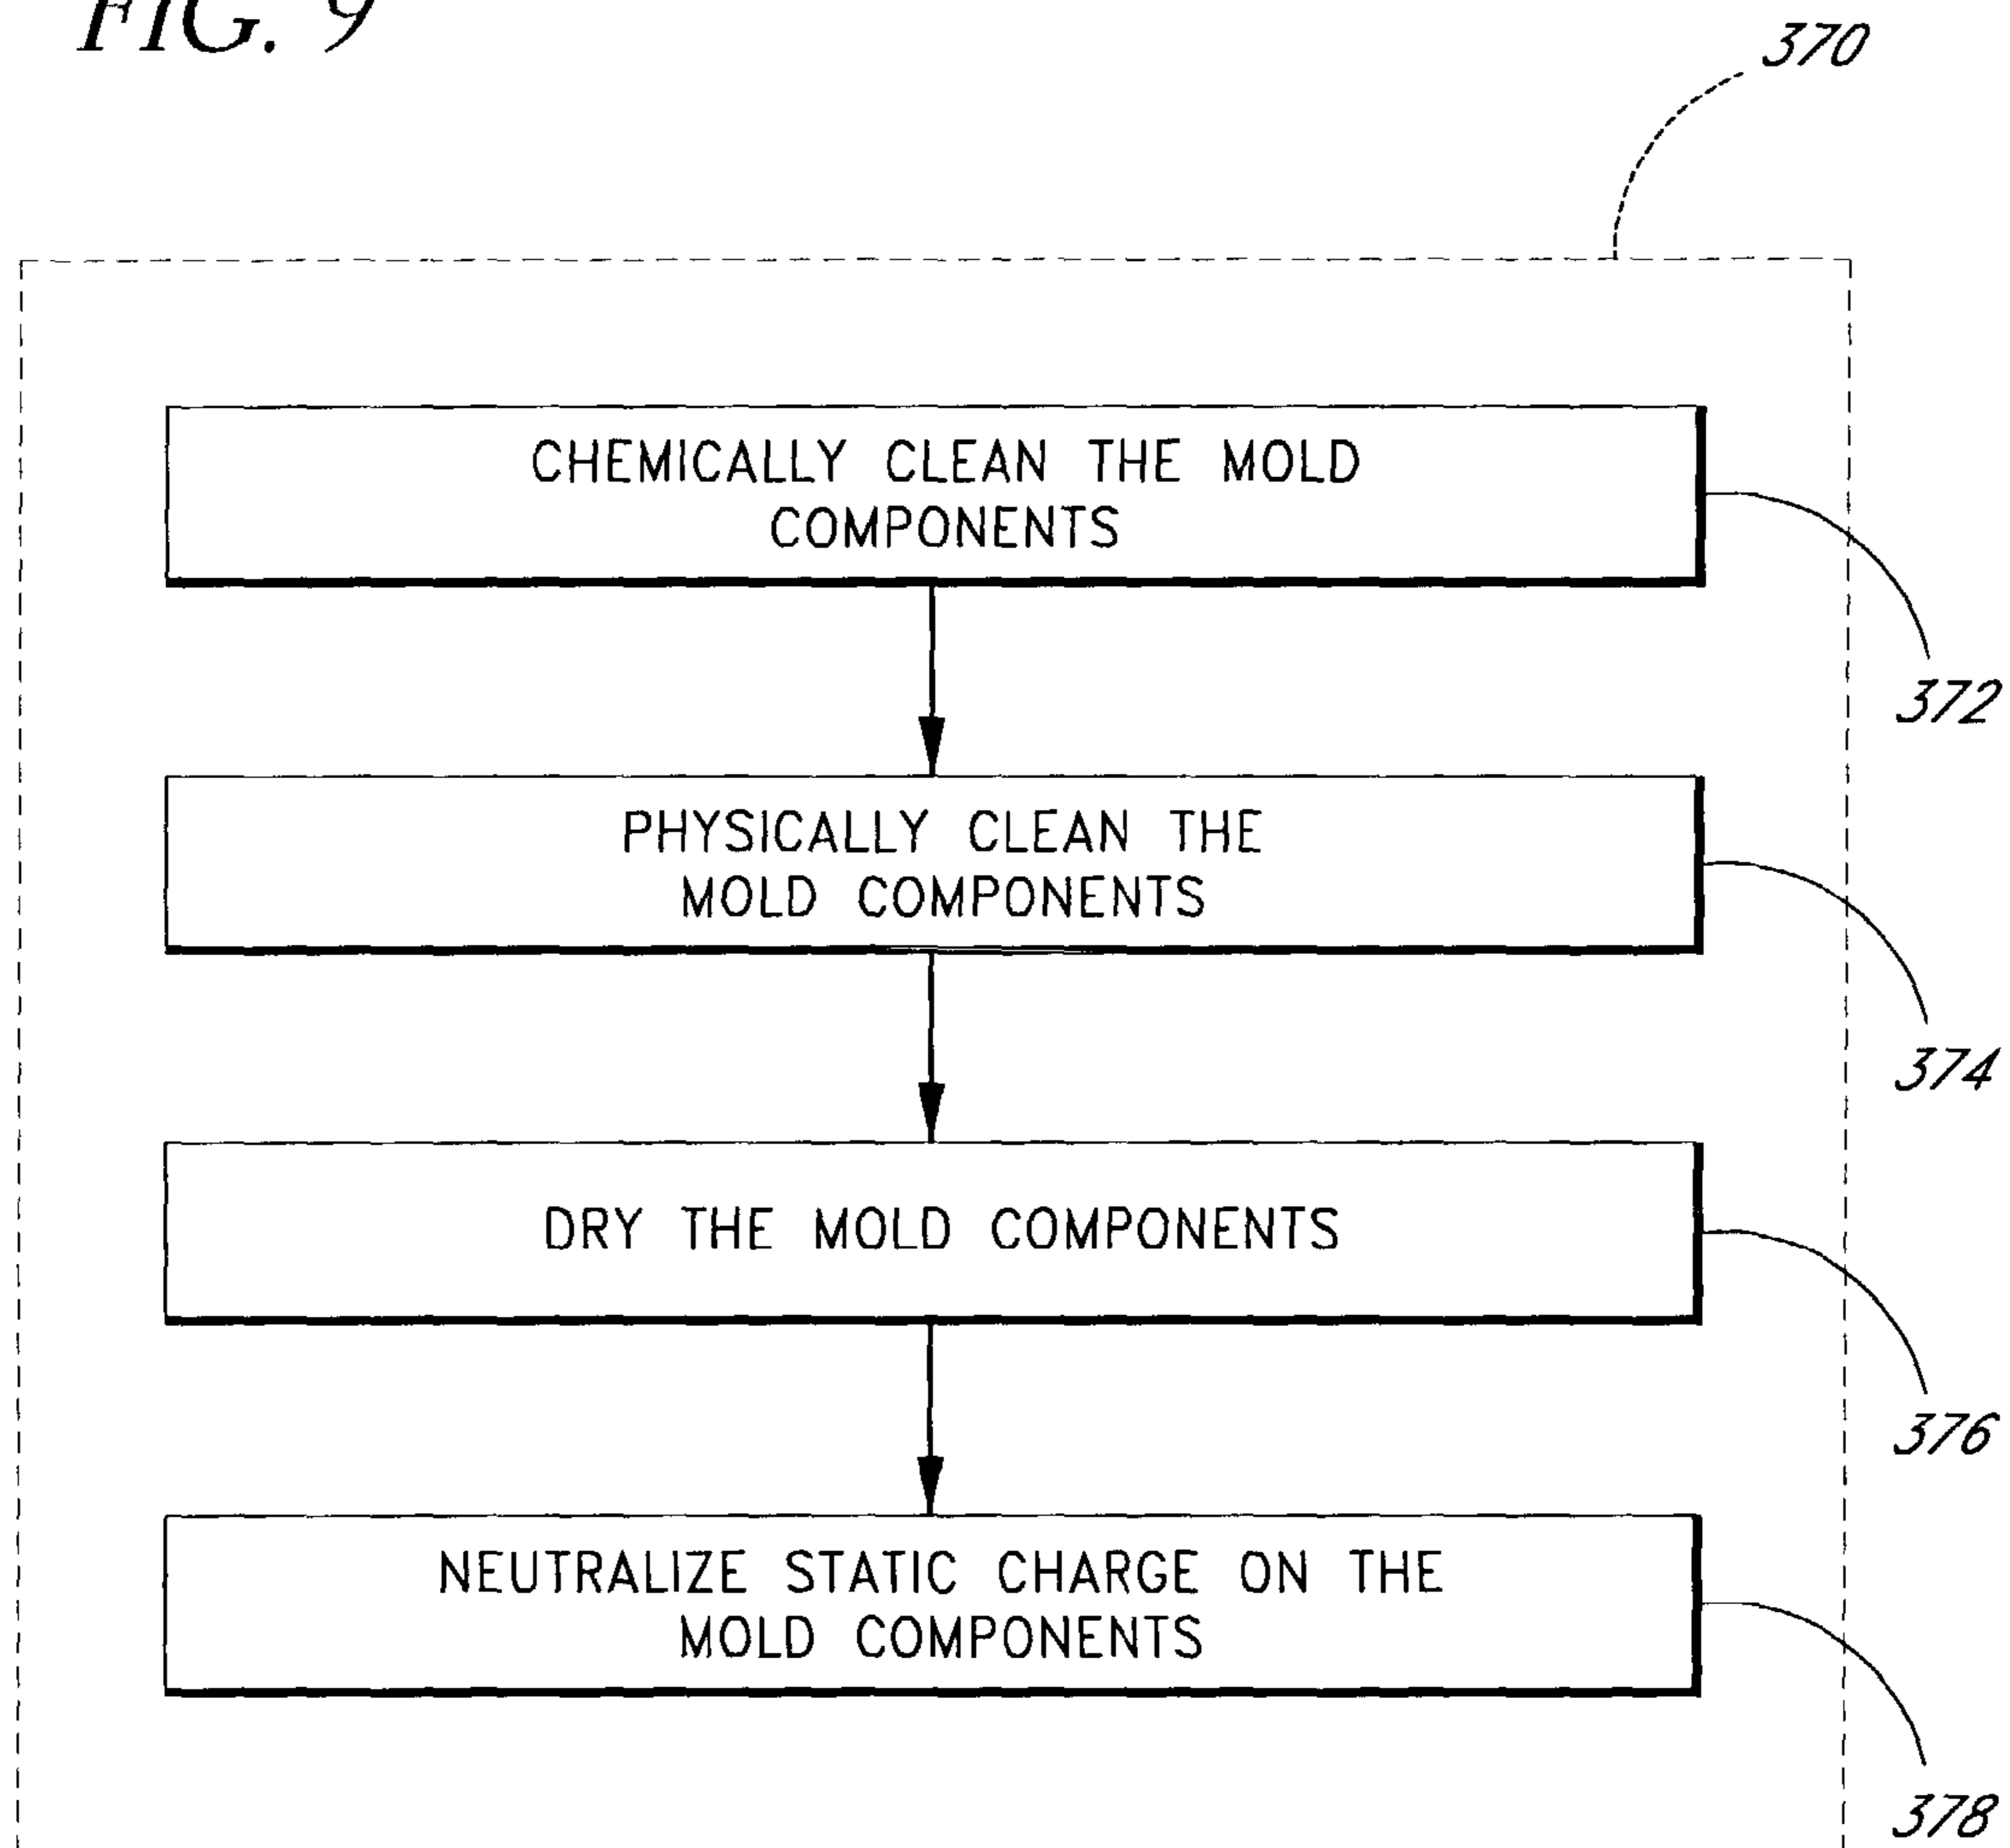 FIG. 9
370
CHEMICALLY CLEAN THE MOLD
COMPONENTS
372
PHYSICALLY CLEAN THE
MOLD COMPONENTS
374
DRY THE MOLD COMPONENTS
376
NEUTRALIZE STATIC CHARGE ON THE
MOLD COMPONENTS
378